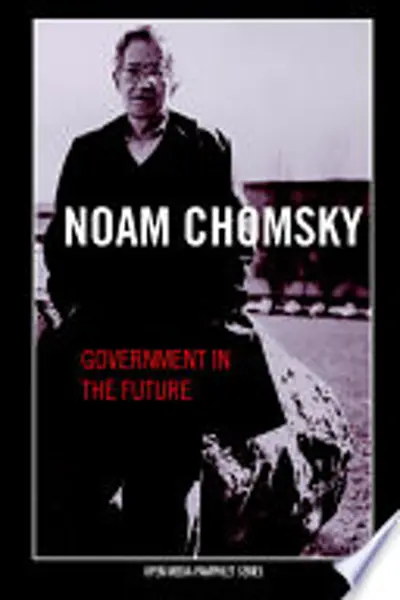 NOAM CHOMSKY
GOVERNMENT IN
THE FUTURE
OPEN MEDIA PAMPHLET SERIES